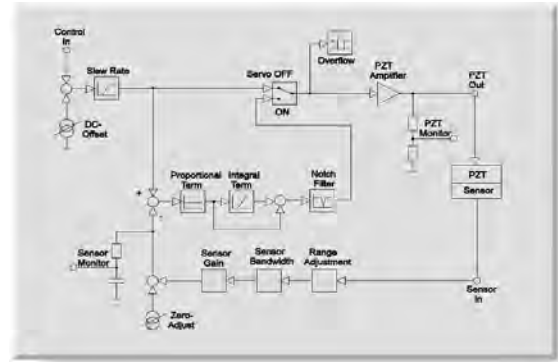 Control
In
Slew Rate
DC-
Offset
Servo OFF
ON
Overflow
PZT
Amplifier
PZT
Out
PZT
Monitor
PZT
Sensor
+
-
Proportional
Term
Integral
Term
Notch
Filter
Sensor
Monitor
Sensor
Gain
Sensor
Bandwidth
Range
Adjustment
Sensor
In
Zero-
Adjust